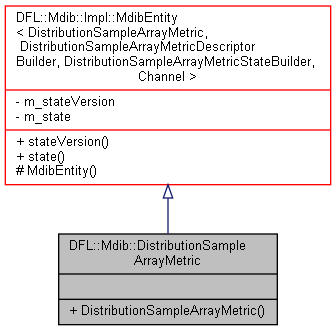 DFL::Mdib::Impl::MdibEntity
< DistributionSampleArrayMetric,
DistributionSampleArrayMetricDescriptor
Builder, DistributionSampleArrayMetricStateBuilder,
Channel >
- m_stateVersion
- m_state
+ stateVersion()
+ state()
# MdibEntity()
DFL::Mdib::DistributionSample
ArrayMetric
+ DistributionSampleArrayMetric()